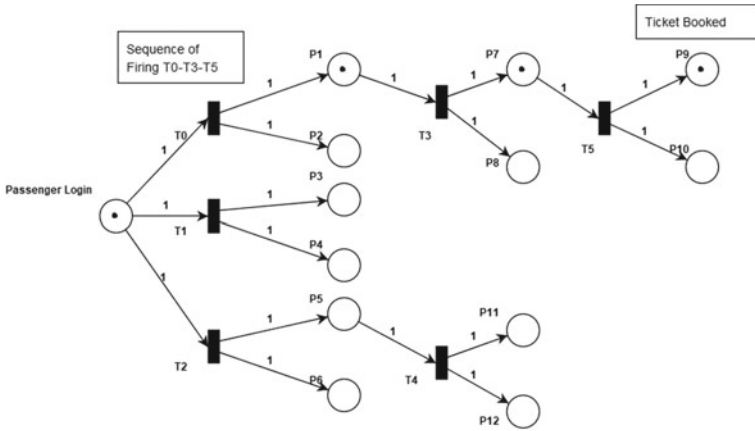 Ticket Booked
Sequence of
Firing T0-T3-T5
P1
P7
P9
1
1
1
1
1
1
1
1
1
T0
P2
T3
P8
T5
P10
1
P3
Passenger Login
1
1
T1
1
P4
1
P5
P11
1
1
1
T2
1
P6
T4
1
P12